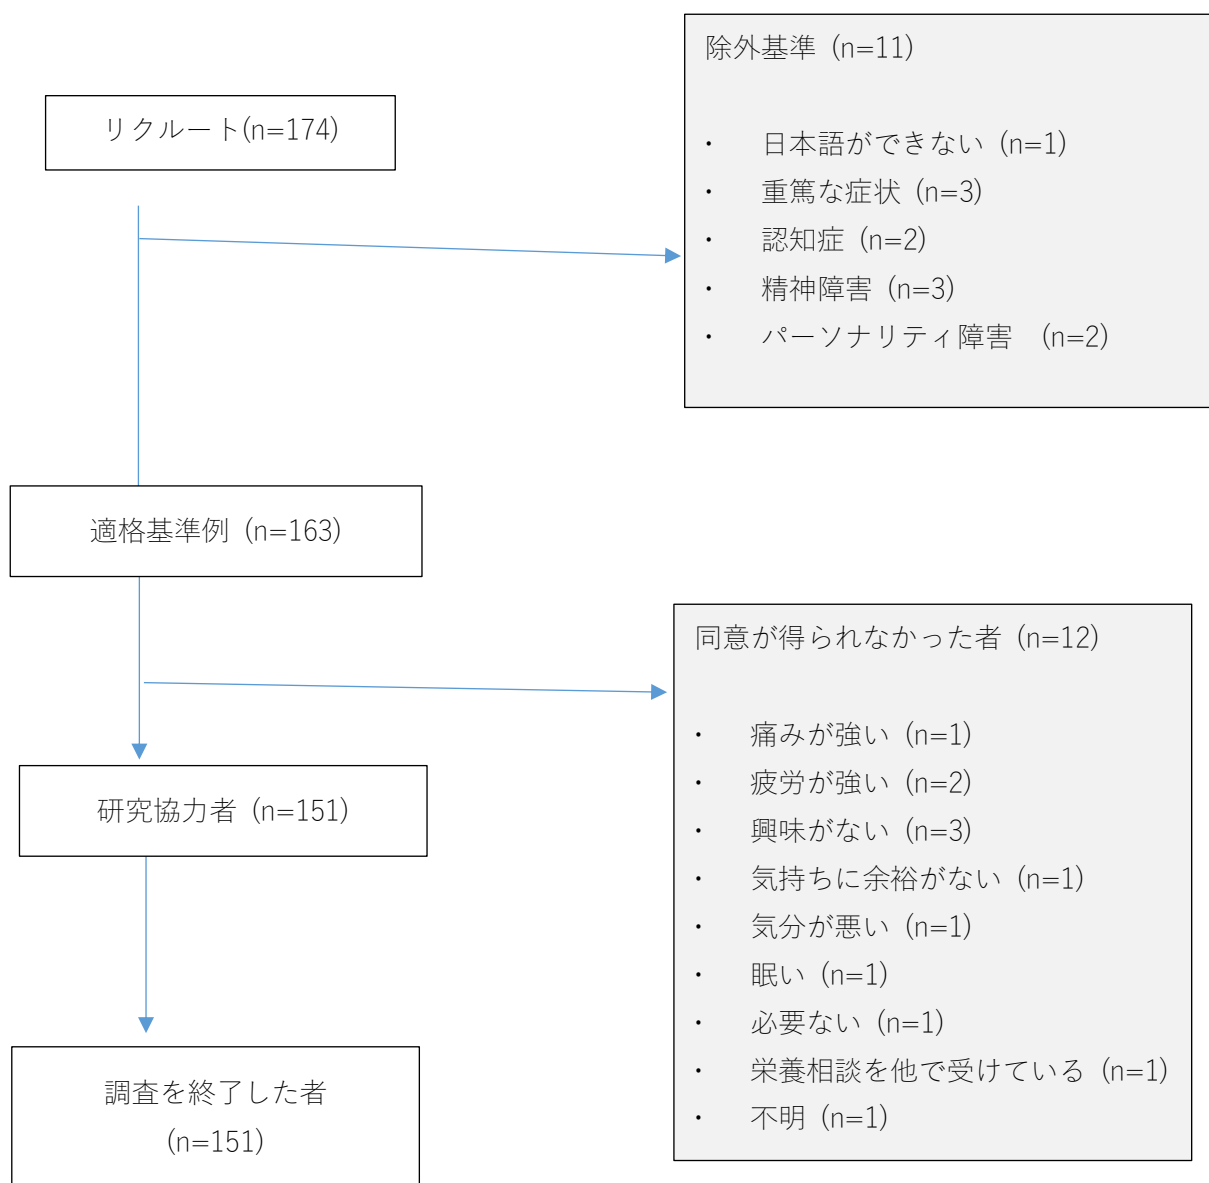 リクルート(n=174)
除外基準 (n=11)
・ 日本語ができない (n=1)
・ 重篤な症状 (n=3)
・ 認知症 (n=2)
・ 精神障害 (n=3)
・ パーソナリティ障害 (n=2)
適格基準例 (n=163)
同意が得られなかった者 (n=12)
・ 痛みが強い (n=1)
・ 疲労が強い (n=2)
・ 興味がない (n=3)
・ 気持ちに余裕がない (n=1)
・ 気分が悪い (n=1)
・ 眠い (n=1)
・ 必要ない (n=1)
・ 栄養相談を他で受けている (n=1)
・ 不明 (n=1)
研究協力者 (n=151)
調査を終了した者
(n=151)